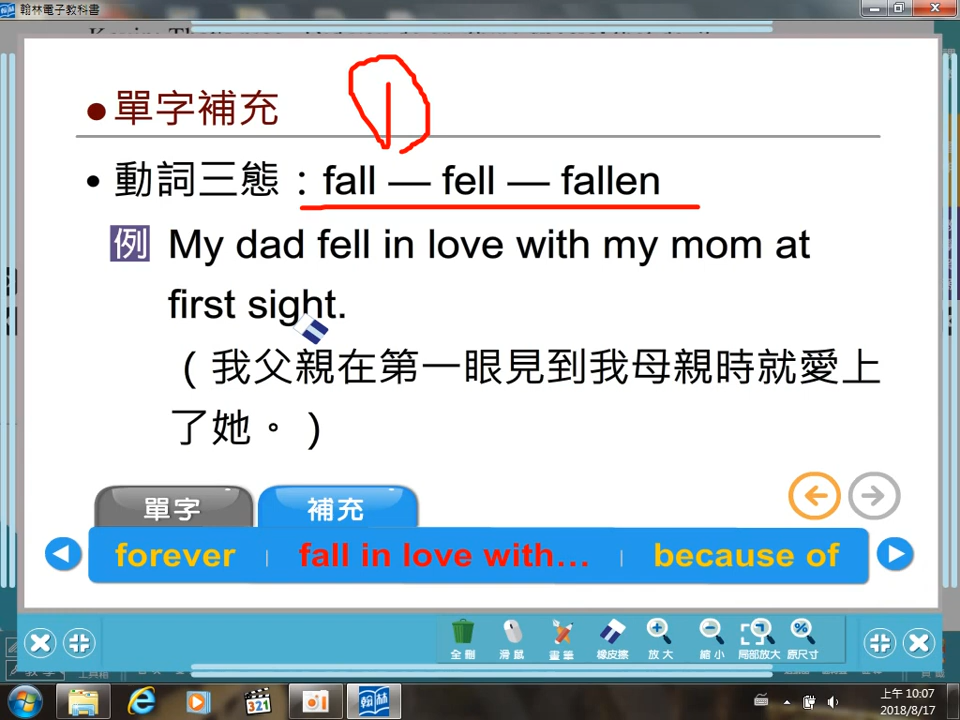 翰林電子教科書
●單字補充
• 動詞三態：fall — fell — fallen
例 My dad fell in love with my mom at
first sight.
（我父親在第一眼見到我母親時就愛上
了她。）
單字 補充
forever fall in love with… because of
全刪 滑鼠 畫筆 橡皮擦 放大 縮小 局部放大 原尺寸
321 翰林
上午 10:07
2018/8/17